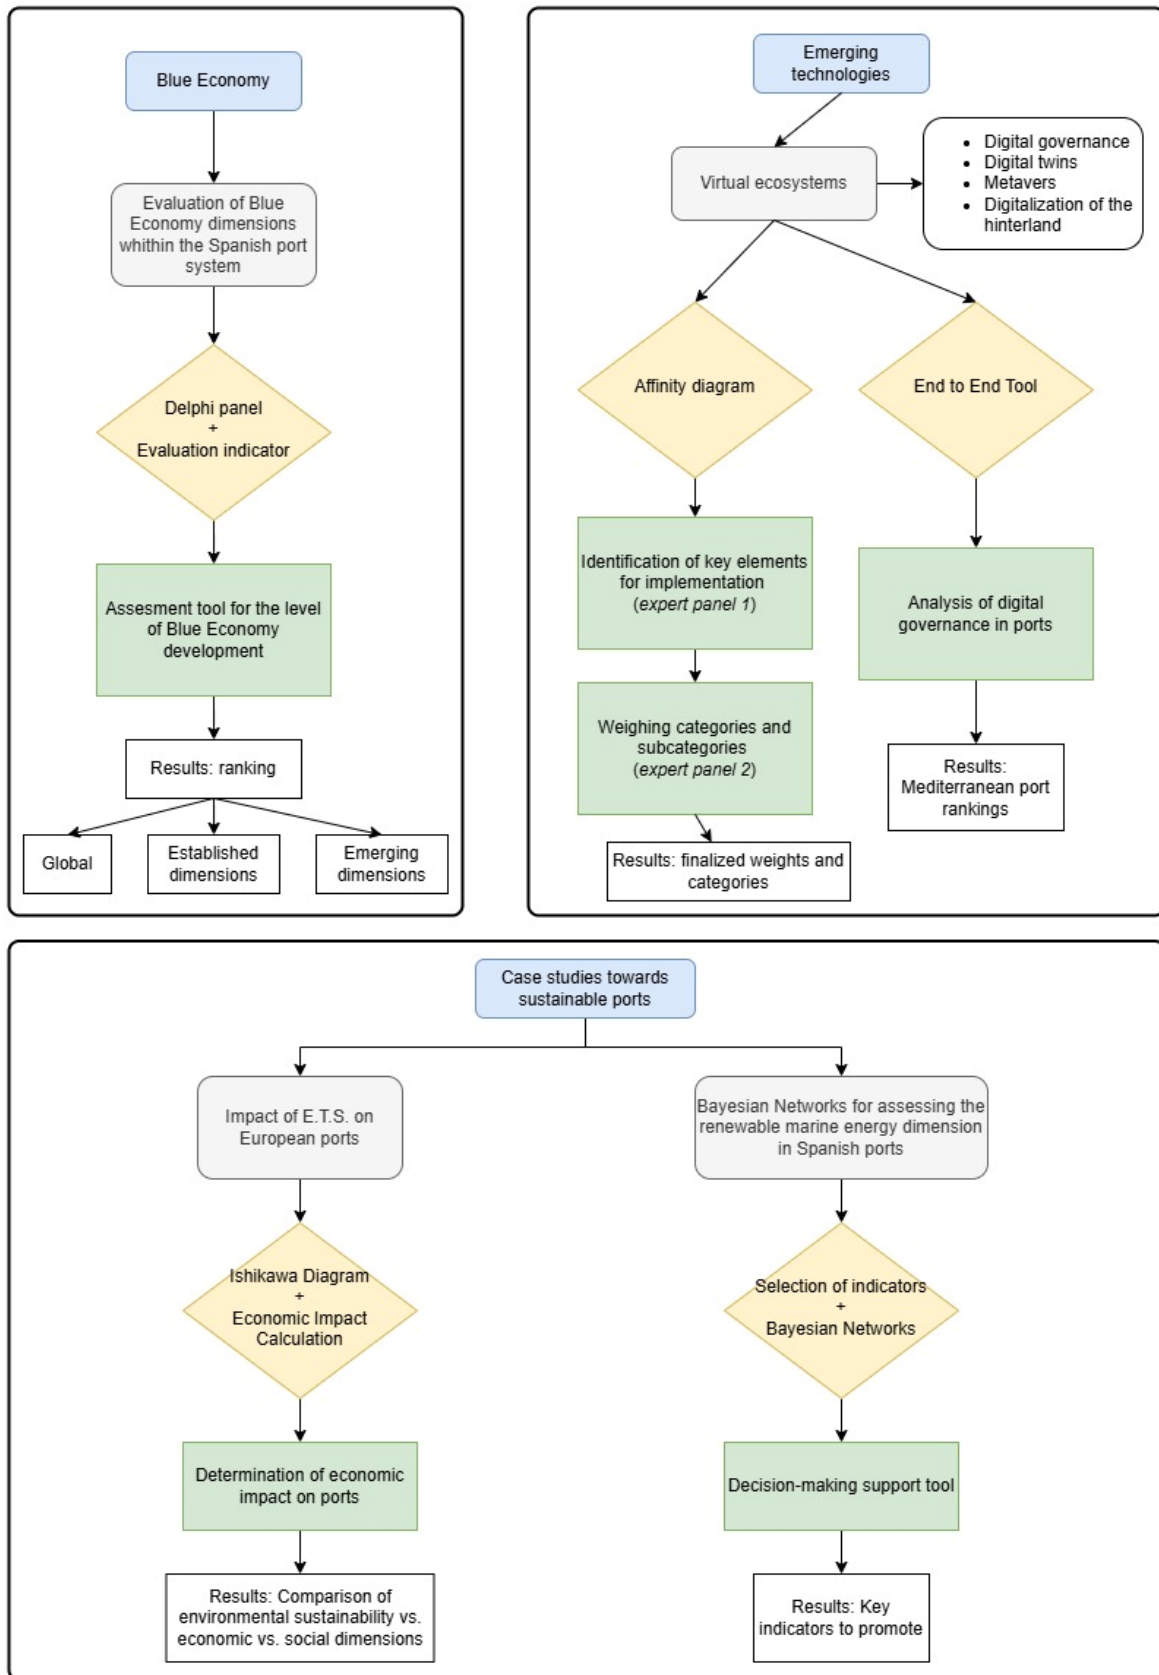 Blue Economy
Evaluation of Blue
Economy dimensions
whithin the Spanish port
system
Delphi panel
+
Evaluation indicator
Assesment tool for the level
of Blue Economy
development
Results: ranking
Global
Established
dimensions
Emerging
dimensions
Emerging
technologies
Virtual ecosystems
• Digital governance
• Digital twins
• Metavers
• Digitalization of the
hinterland
Affinity diagram
End to End Tool
Identification of key elements
for implementation
(expert panel 1)
Analysis of digital
governance in ports
Weighing categories and
subcategories
(expert panel 2)
Results:
Mediterranean port
rankings
Results: finalized weights and
categories
Case studies towards
sustainable ports
Impact of E.T.S. on
European ports
Ishikawa Diagram
+
Economic Impact
Calculation
Determination of economic
impact on ports
Results: Comparison of
environmental sustainability vs.
economic vs. social dimensions
Bayesian Networks for assessing the
renewable marine energy dimension
in Spanish ports
Selection of indicators
+
Bayesian Networks
Decision-making support tool
Results: Key
indicators to promote